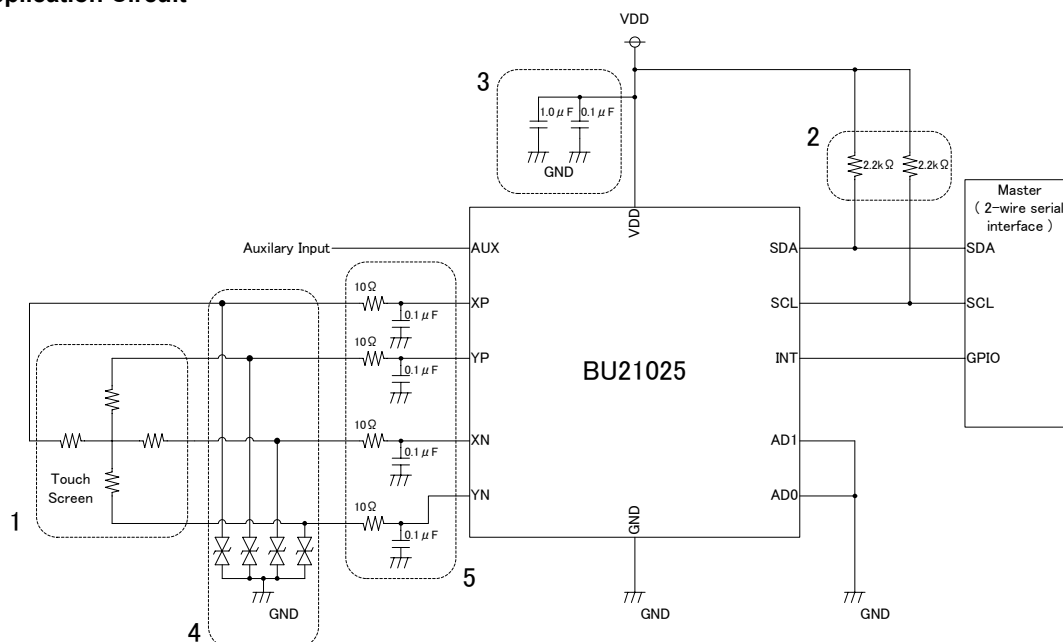 pplication Circuit
VDD
3
1.0μF
0.1μF
GND
2
2.2kΩ
2.2kΩ
Master
( 2-wire serial
interface )
VDD
Auxilary Input
AUX
SDA
SDA
10Ω
XP
0.1μF
SCL
SCL
10Ω
YP
0.1μF
BU21025
INT
GPIO
10Ω
XN
0.1μF
AD1
Touch
Screen
1
10Ω
YN
0.1μF
AD0
GND
5
GND
4
GND
GND